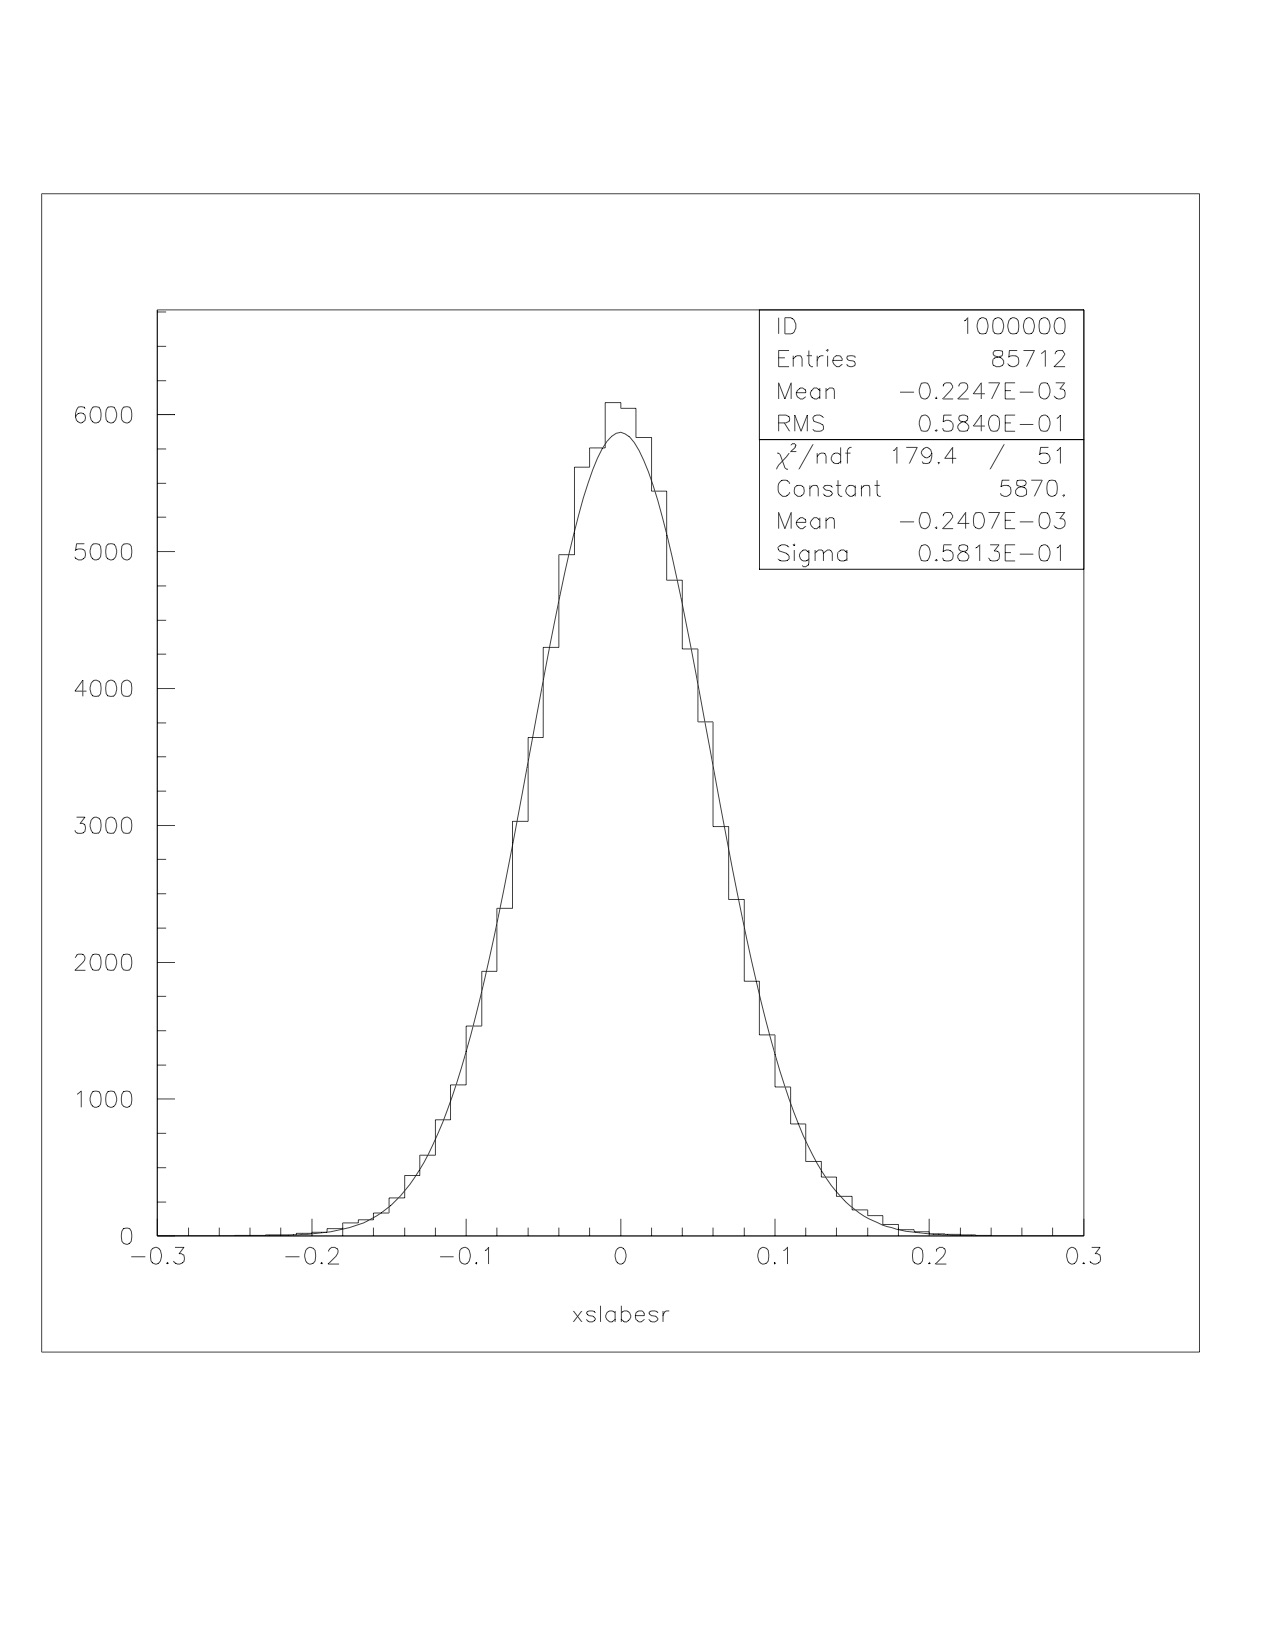 ID 1000000
Entries 85712
Mean −0.2247E−03
RMS 0.5840E−01
χ²/ndf 179.4 / 51
Constant 5870.
Mean −0.2407E−03
Sigma 0.5813E−01
6000
5000
4000
3000
2000
1000
0
−0.3 −0.2 −0.1 0 0.1 0.2 0.3
xslabesr